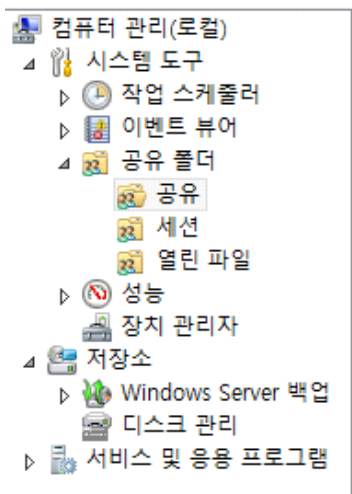 컴퓨터 관리(로컬)
시스템 도구
작업 스케줄러
이벤트 뷰어
공유 폴더
공유
세션
열린 파일
성능
장치 관리자
저장소
Windows Server 백업
디스크 관리
서비스 및 응용 프로그램